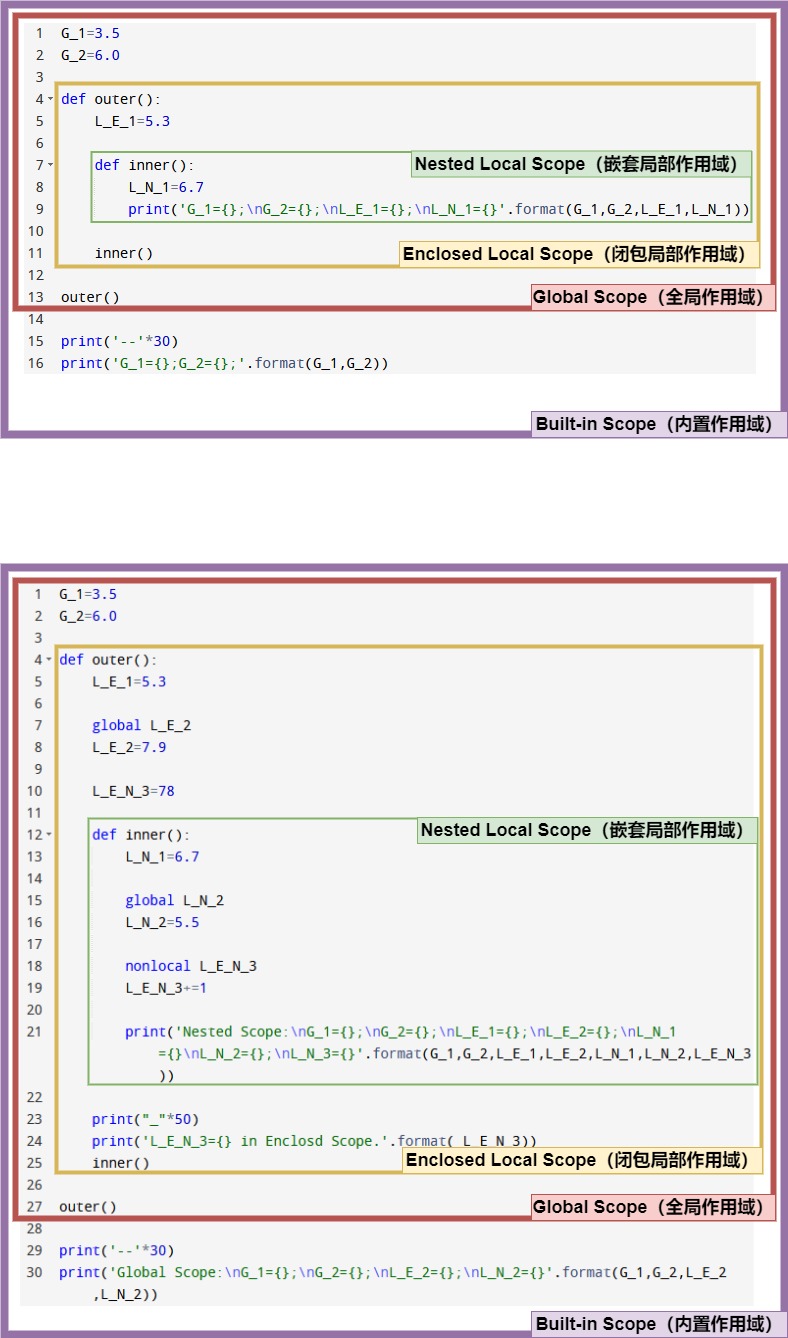 1 G_1=3.5
2 G_2=6.0
3
4 def outer():
5 L_E_1=5.3
6
7 def inner():
Nested Local Scope（嵌套局部作用域）
8 L_N_1=6.7
9 print('G_1={};\nG_2={};\nL_E_1={};\nL_N_1={}'.format(G_1,G_2,L_E_1,L_N_1))
10
11 inner()
Enclosed Local Scope（闭包局部作用域）
12
13 outer()
Global Scope（全局作用域）
14
15 print('--'*30)
16 print('G_1={};G_2={};'.format(G_1,G_2))
Built-in Scope（内置作用域）
1 G_1=3.5
2 G_2=6.0
3
4 def outer():
5 L_E_1=5.3
6
7 global L_E_2
8 L_E_2=7.9
9
10 L_E_N_3=78
11
12 def inner():
Nested Local Scope（嵌套局部作用域）
13 L_N_1=6.7
14
15 global L_N_2
16 L_N_2=5.5
17
18 nonlocal L_E_N_3
19 L_E_N_3+=1
20
21 print('Nested Scope:\nG_1={};\nG_2={};\nL_E_1={};\nL_E_2={};\nL_N_1
={}\nL_N_2={};\nL_N_3={}'.format(G_1,G_2,L_E_1,L_E_2,L_N_1,L_N_2,L_E_N_3
))
22
23 print("_"*50)
24 print('L_E_N_3={} in Enclosd Scope.'.format( L_E_N_3))
25 inner()
Enclosed Local Scope（闭包局部作用域）
26
27 outer()
Global Scope（全局作用域）
28
29 print('--'*30)
30 print('Global Scope:\nG_1={};\nG_2={};\nL_E_2={};\nL_N_2={}'.format(G_1,G_2,L_E_2
,L_N_2))
Built-in Scope（内置作用域）